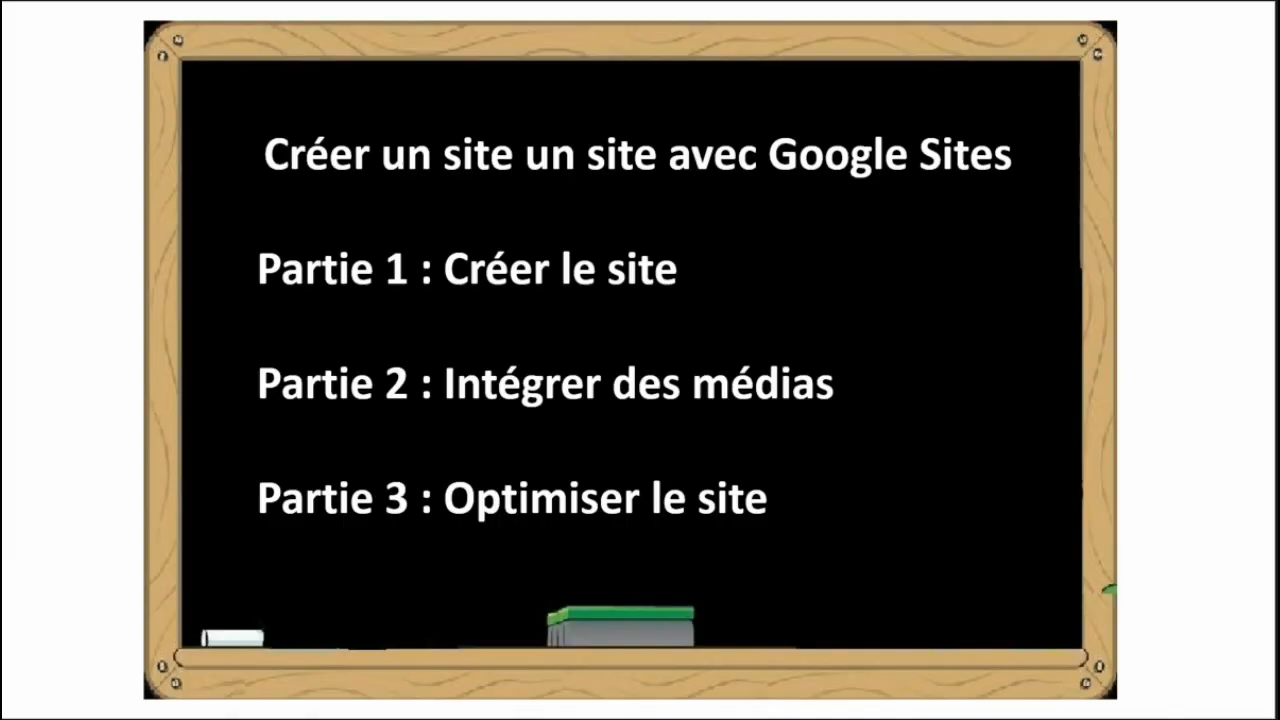 Créer un site un site avec Google Sites
Partie 1 : Créer le site
Partie 2 : Intégrer des médias
Partie 3 : Optimiser le site